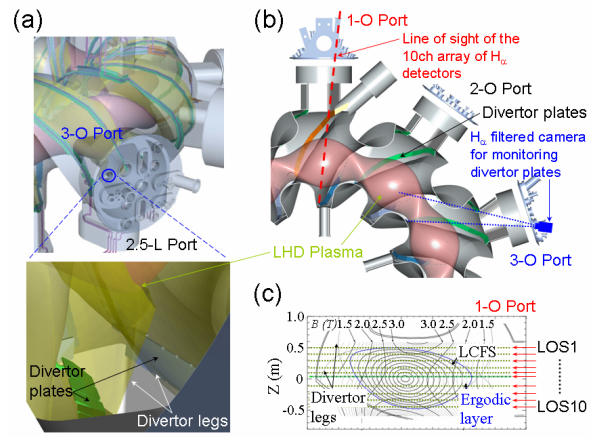 (a)
3-O Port
2.5-L Port
LHD Plasma
Divertor
plates
Divertor legs
(b)
1-O Port
Line of sight of the
10ch array of Hα
detectors
2-O Port
Divertor plates
Hα filtered camera
for monitoring
divertor plates
3-O Port
(c)
1-O Port
B (T) 1.5 2.0 2.5 3.0 3.0 2.5 2.0 1.5
1.0
0.5
0
-0.5
Z (m)
LCFS
Divertor
legs
Ergodic
layer
LOS1
LOS10